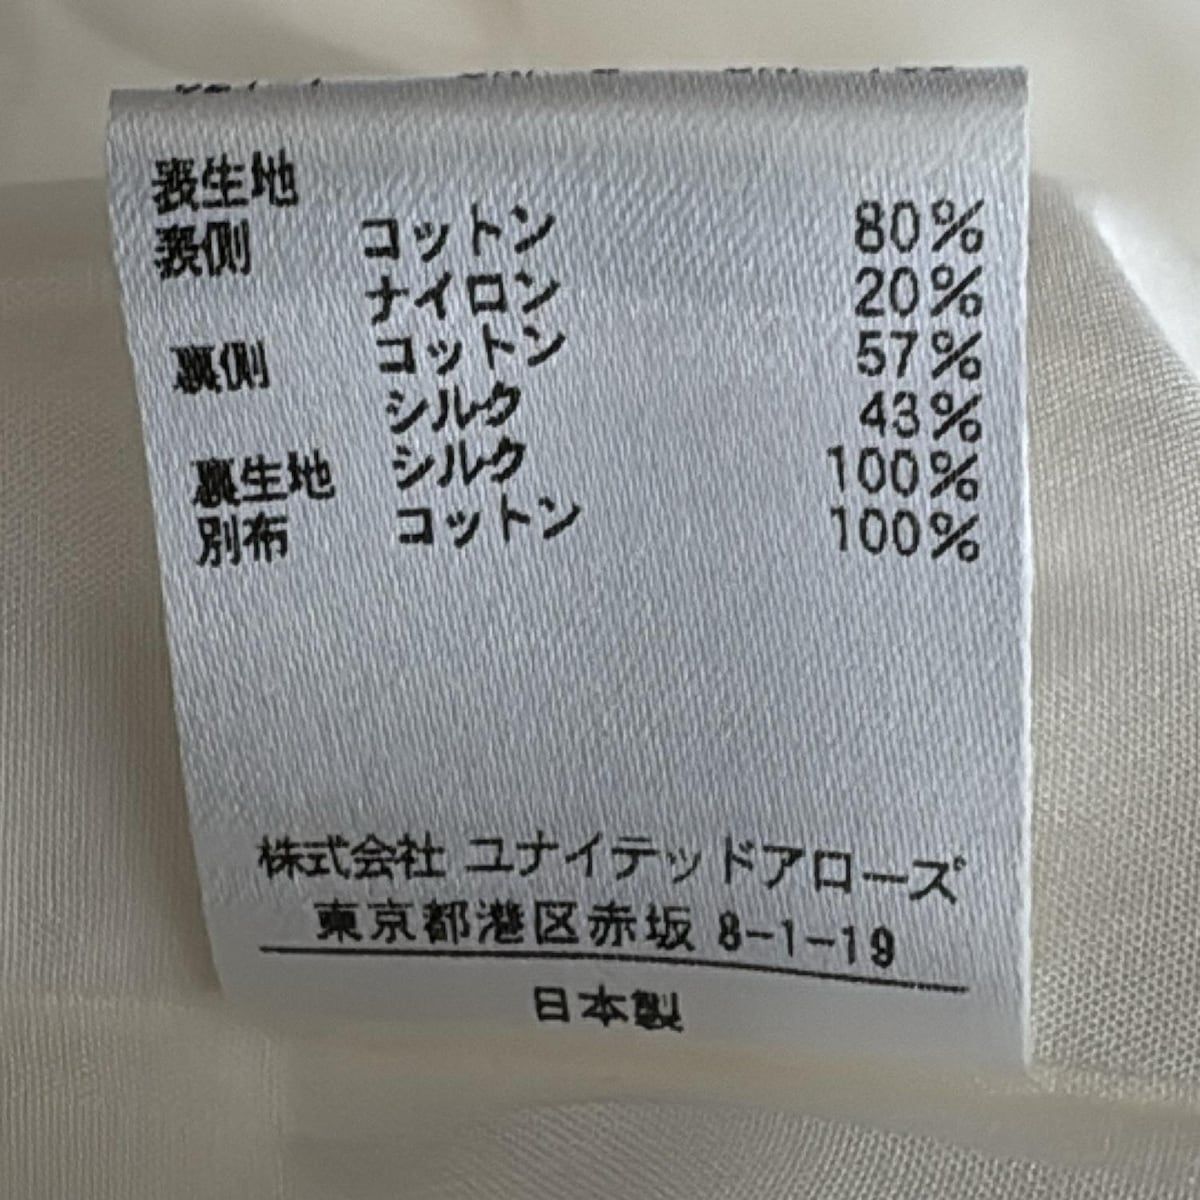 表生地
表側 コットン 80%
ナイロン 20%
裏側 コットン 57%
シルク 43%
裏生地 シルク 100%
別布 コットン 100%
株式会社 ユナイテッドアローズ
東京都港区赤坂 8-1-19
日本製